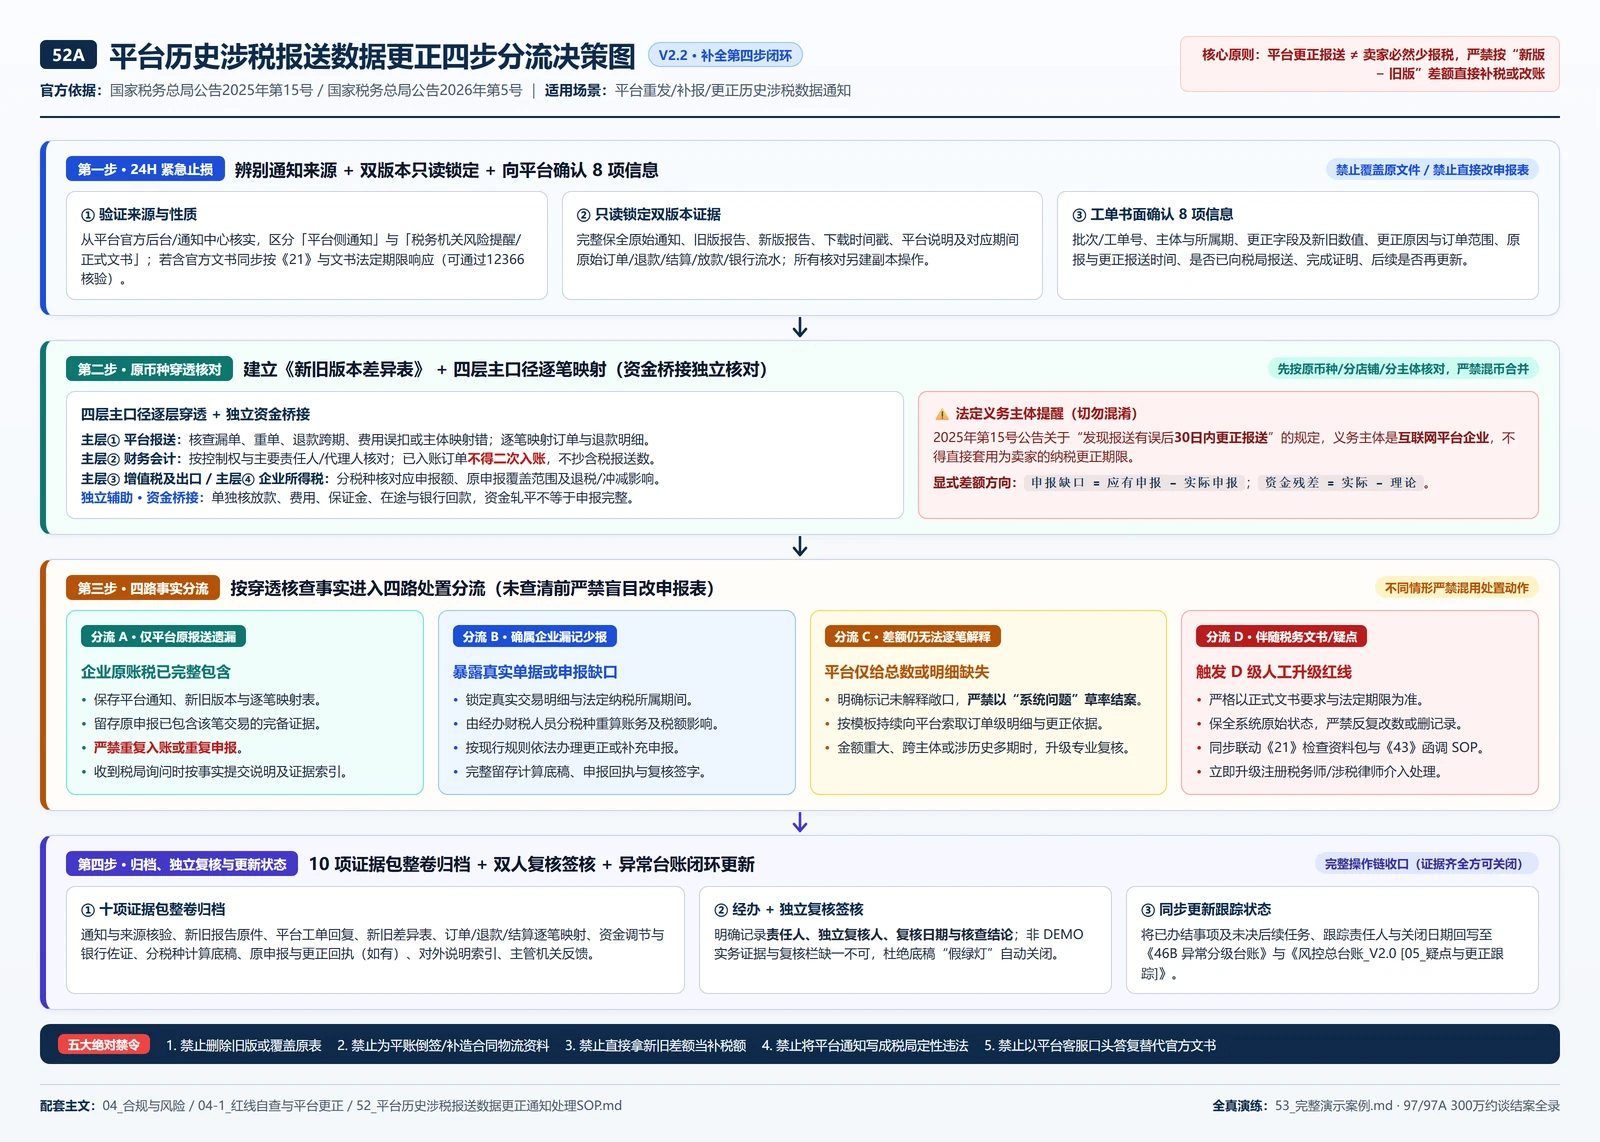 52A 平台历史涉税报送数据更正四步分流决策图 V2.2 • 补全第四步闭环
官方依据：国家税务总局公告2025年第15号 / 国家税务总局公告2026年第5号 ｜ 适用场景：平台重发/补报/更正历史涉税数据通知
核心原则：平台更正报送 ≠ 卖家必然少报税，严禁按“新版
− 旧版”差额直接补税或改账
第一步 • 24H 紧急止损 辨别通知来源 + 双版本只读锁定 + 向平台确认 8 项信息 禁止覆盖原文件 / 禁止直接改申报表
① 验证来源与性质
从平台官方后台/通知中心核实，区分「平台侧通知」与「税务机关风险提醒/
正式文书」；若含官方文书同步按《21》与文书法定期限响应（可通过12366
核验）。
② 只读锁定双版本证据
完整保全原始通知、旧版报告、新版报告、下载时间戳、平台说明及对应期间
原始订单/退款/结算/放款/银行流水；所有核对另建副本操作。
③ 工单书面确认 8 项信息
批次/工单号、主体与所属期、更正字段及新旧数值、更正原因与订单范围、原
报与更正报送时间、是否已向税局报送、完成证明、后续是否再更新。
第二步 • 原币种穿透核对 建立《新旧版本差异表》 + 四层主口径逐笔映射（资金桥接独立核对） 先按原币种/分店铺/分主体核对，严禁混币合并
四层主口径逐层穿透 + 独立资金桥接
主层① 平台报送：核查漏单、重单、退款跨期、费用误扣或主体映射错；逐笔映射订单与退款明细。
主层② 财务会计：按控制权与主要责任人/代理人核对；已入账订单不得二次入账，不抄含税报送数。
主层③ 增值税及出口 / 主层④ 企业所得税：分税种核对应申报额、原申报覆盖范围及退税/冲减影响。
独立辅助 • 资金桥接：单独核放款、费用、保证金、在途与银行回款，资金轧平不等于申报完整。
⚠ 法定义务主体提醒（切勿混淆）
2025年第15号公告关于“发现报送有误后30日内更正报送”的规定，义务主体是互联网平台企业，不
得直接套用为卖家的纳税更正期限。
显式差额方向： 申报缺口 = 应有申报 − 实际申报 ； 资金残差 = 实际 − 理论 。
第三步 • 四路事实分流 按穿透核查事实进入四路处置分流（未查清前严禁盲目改申报表） 不同情形严禁混用处置动作
分流 A • 仅平台原报送遗漏
企业原账税已完整包含
• 保存平台通知、新旧版本与逐笔映射表。
• 留存原申报已包含该笔交易的完备证据。
• 严禁重复入账或重复申报。
• 收到税局询问时按事实提交说明及证据索引。
分流 B • 确属企业漏记少报
暴露真实单据或申报缺口
• 锁定真实交易明细与法定纳税所属期间。
• 由经办财税人员分税种重算账务及税额影响。
• 按现行规则依法办理更正或补充申报。
• 完整留存计算底稿、申报回执与复核签字。
分流 C • 差额仍无法逐笔解释
平台仅给总数或明细缺失
• 明确标记未解释敞口，严禁以“系统问题”草率结案。
• 按模板持续向平台索取订单级明细与更正依据。
• 金额重大、跨主体或涉历史多期时，升级专业复核。
分流 D • 伴随税务文书/疑点
触发 D 级人工升级红线
• 严格以正式文书要求与法定期限为准。
• 保全系统原始状态，严禁反复改数或删记录。
• 同步联动《21》检查资料包与《43》函调 SOP。
• 立即升级注册税务师/涉税律师介入处理。
第四步 • 归档、独立复核与更新状态 10 项证据包整卷归档 + 双人复核签核 + 异常台账闭环更新 完整操作链收口（证据齐全方可关闭）
① 十项证据包整卷归档
通知与来源核验、新旧报告原件、平台工单回复、新旧差异表、订单/退款/结算逐笔映射、资金调节与
银行佐证、分税种计算底稿、原申报与更正回执（如有）、对外说明索引、主管机关反馈。
② 经办 + 独立复核签核
明确记录责任人、独立复核人、复核日期与核查结论；非 DEMO
实务证据与复核栏缺一不可，杜绝底稿“假绿灯”自动关闭。
③ 同步更新跟踪状态
将已办结事项及未决后续任务、跟踪责任人与关闭日期回写至
《46B 异常分级台账》与《风控总台账_V2.0 [05_疑点与更正跟
踪]》。
五大绝对禁令 1. 禁止删除旧版或覆盖原表 2. 禁止为平账倒签/补造合同物流资料 3. 禁止直接拿新旧差额当补税额 4. 禁止将平台通知写成税局定性违法 5. 禁止以平台客服口头答复替代官方文书
配套主文：04_合规与风险 / 04-1_红线自查与平台更正 / 52_平台历史涉税报送数据更正通知处理SOP.md
全真演练：53_完整演示案例.md · 97/97A 300万约谈结案全录